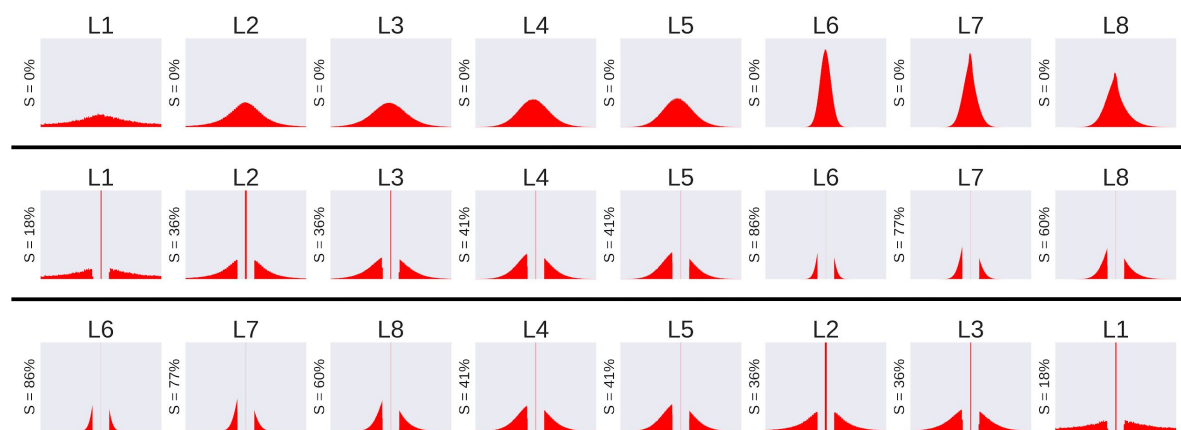 L1 L2 L3 L4 L5 L6 L7 L8
S = 0% S = 0% S = 0% S = 0% S = 0% S = 0% S = 0% S = 0%
L1 L2 L3 L4 L5 L6 L7 L8
S = 18% S = 36% S = 36% S = 41% S = 41% S = 86% S = 77% S = 60%
L6 L7 L8 L4 L5 L2 L3 L1
S = 86% S = 77% S = 60% S = 41% S = 41% S = 36% S = 36% S = 18%